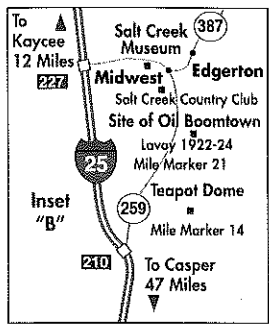 To
Kaycee
12 Miles
387
Salt Creek
Museum
Midwest
Edgerton
227
Salt Creek Country Club
Site of Oil Boomtown
Lavoy 1922-24
Mile Marker 21
25
Inset
"B"
259
Teapot Dome
Mile Marker 14
210
To Casper
47 Miles